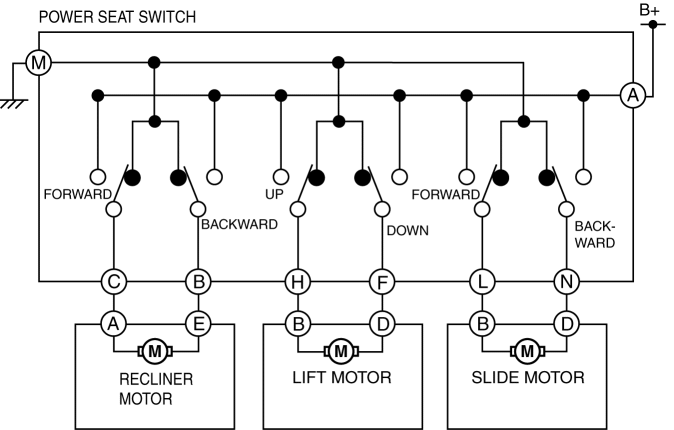 POWER SEAT SWITCH
B+
M
A
FORWARD
UP
FORWARD
BACKWARD
DOWN
BACK-
WARD
C B H F L N
A E B D B D
M M M
RECLINER
MOTOR
LIFT MOTOR
SLIDE MOTOR